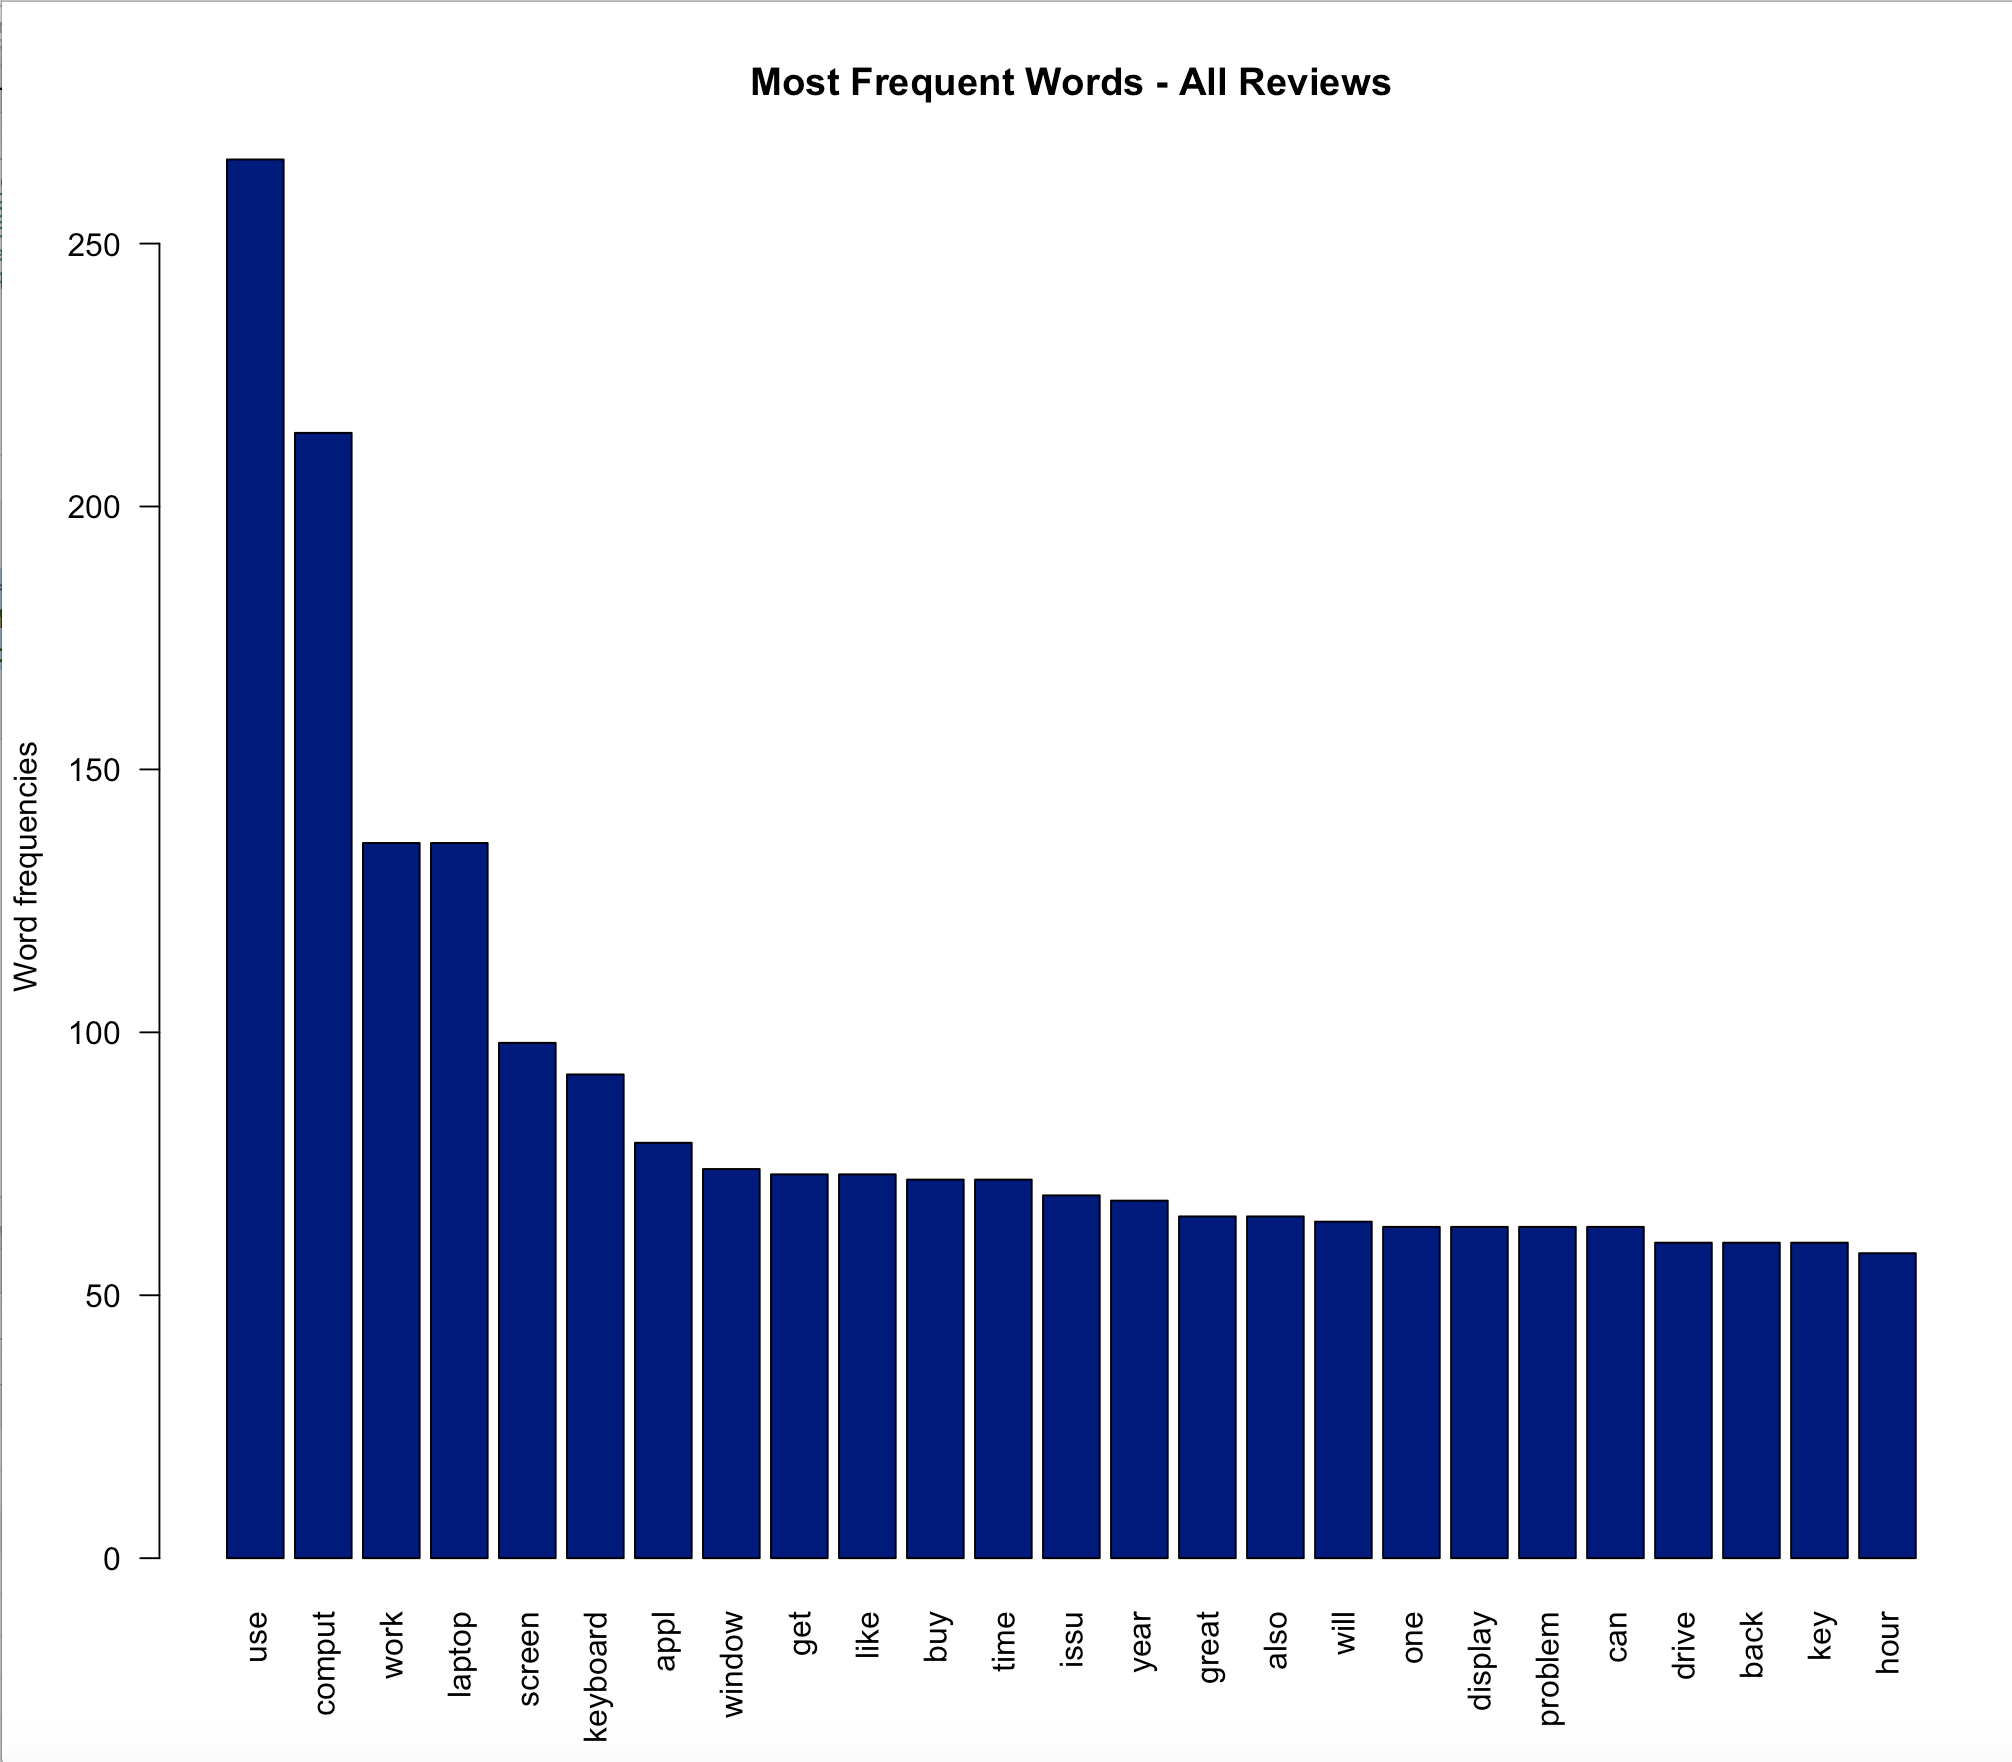 Most Frequent Words - All Reviews
Word frequencies
250
200
150
100
50
0
use
comput
work
laptop
screen
keyboard
appl
window
get
like
buy
time
issu
year
great
also
will
one
display
problem
can
drive
back
key
hour